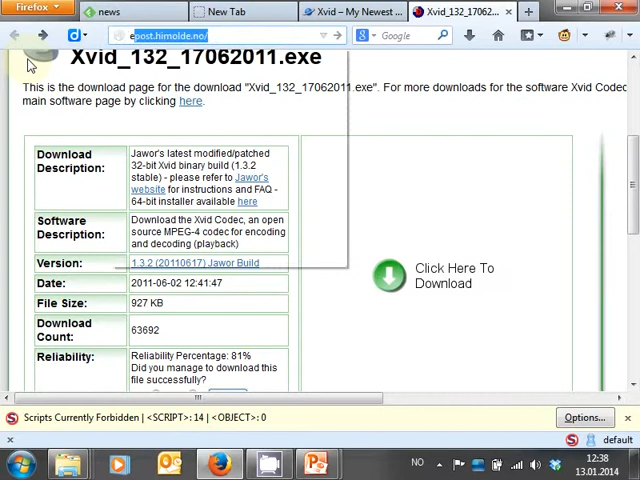 Firefox
news
New Tab
Xvid – My Newest ...
Xvid_132_17062...
epost.himolde.no/
Google
Xvid_132_17062011.exe
This is the download page for the download "Xvid_132_17062011.exe". For more downloads for the software Xvid Codec
main software page by clicking here.
Download Description:
Jawor's latest modified/patched
32-bit Xvid binary build (1.3.2
stable) - please refer to Jawor's
website for instructions and FAQ -
64-bit installer available here
Software Description:
Download the Xvid Codec, an open
source MPEG-4 codec for encoding
and decoding (playback)
Version: 1.3.2 (20110617) Jawor Build
Date: 2011-06-02 12:41:47
File Size: 927 KB
Download Count: 63692
Reliability: Reliability Percentage: 81%
Did you manage to download this
file successfully?
Click Here To
Download
Scripts Currently Forbidden | <SCRIPT>: 14 | <OBJECT>: 0
Options...
default
NO
12:38
13.01.2014